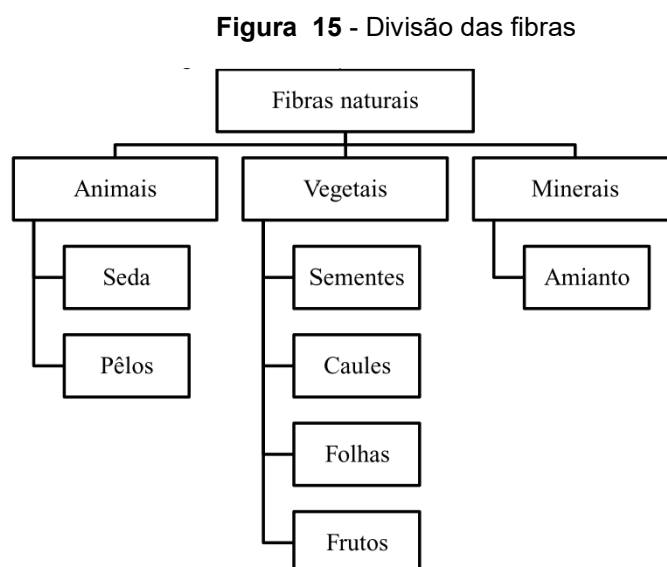 Figura 15 - Divisão das fibras
Fibras naturais
Animais
Vegetais
Minerais
Seda
Sementes
Amianto
Pêlos
Caules
Folhas
Frutos